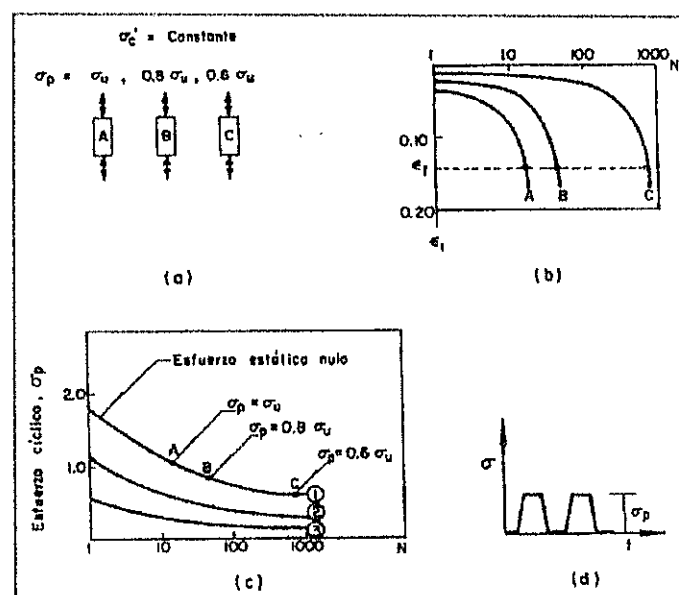 σc' = Constante
σp = σu , 0.8 σu , 0.6 σu
A B C
(a)
1 10 100 1000 N
0.10
ϵf
0.20
A B C
ϵ1
(b)
Esfuerzo cíclico, σp
2.0
1.0
Esfuerzo estático nulo
A σp = σu
B σp = 0.8 σu
C σp = 0.6 σu
1
2
3
1 10 100 1000 N
(c)
σ
σp
t
(d)